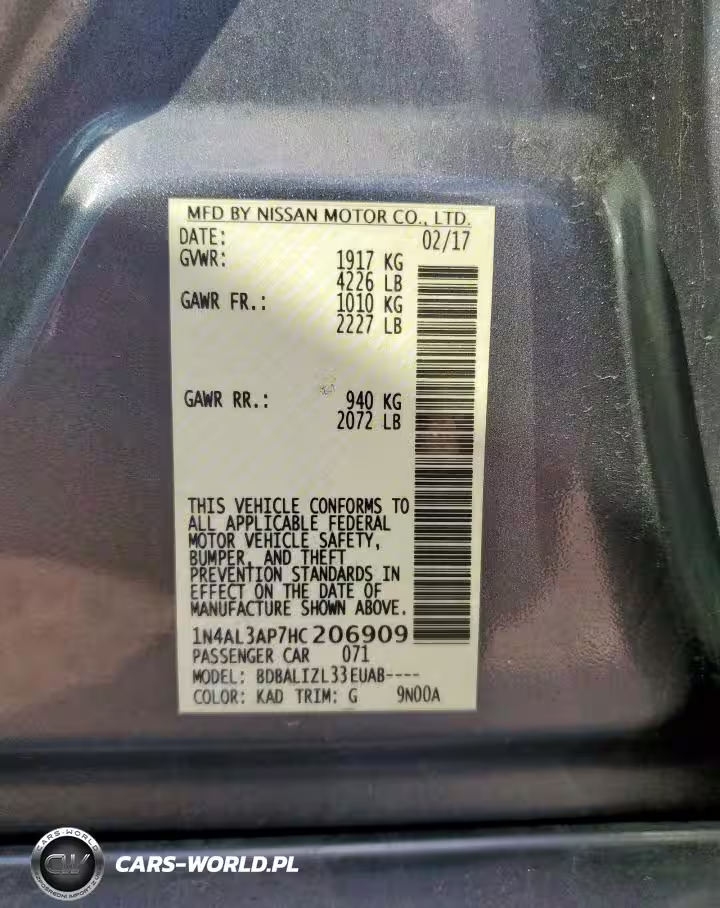 MFD BY NISSAN MOTOR CO., LTD.
DATE: 02/17
GVWR: 1917 KG
4226 LB
GAWR FR.: 1010 KG
2227 LB
GAWR RR.: 940 KG
2072 LB
THIS VEHICLE CONFORMS TO
ALL APPLICABLE FEDERAL
MOTOR VEHICLE SAFETY,
BUMPER, AND THEFT
PREVENTION STANDARDS IN
EFFECT ON THE DATE OF
MANUFACTURE SHOWN ABOVE.
1N4AL3AP7HC206909
PASSENGER CAR 071
MODEL: BDBALIZL33EUAB----
COLOR: KAD TRIM: G 9N00A
CARS-WORLD
CW
CARS-WORLD.PL